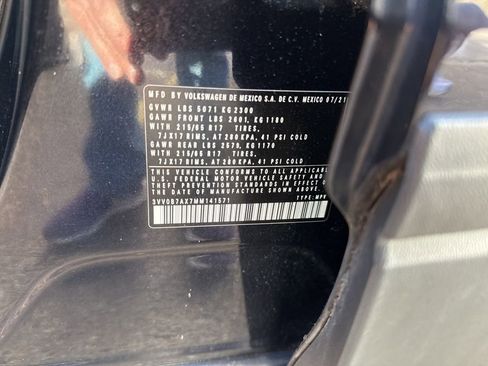 MFD BY VOLKSWAGEN DE MEXICO S.A. DE C.V. MEXICO 07/21
GVWR LBS 5071 KG 2300
GAWR FRONT LBS 2601, KG 1180
WITH 215/65 R17 TIRES,
7JX17 RIMS, AT 280 KPA, 41 PSI COLD
GAWR REAR LBS 2579, KG 1170
WITH 215/65 R17 TIRES,
7JX17 RIMS, AT 280 KPA, 41 PSI COLD
THIS VEHICLE CONFORMS TO ALL APPLICABLE
U.S. FEDERAL MOTOR VEHICLE SAFETY STANDARDS IN EFFECT ON
THE DATE OF MANUFACTURE SHOWN ABOVE
3VV0B7AX7MM141571 TYPE: MPV